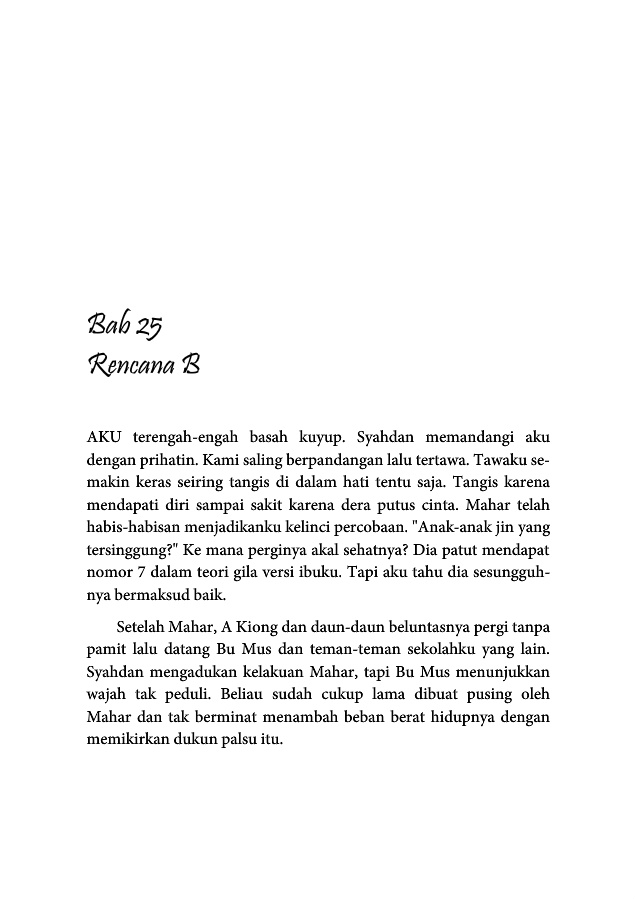 Bab 25
Rencana B
AKU terengah-engah basah kuyup. Syahdan memandangi aku
dengan prihatin. Kami saling berpandangan lalu tertawa. Tawaku se-
makin keras seiring tangis di dalam hati tentu saja. Tangis karena
mendapati diri sampai sakit karena dera putus cinta. Mahar telah
habis-habisan menjadikanku kelinci percobaan. "Anak-anak jin yang
tersinggung?" Ke mana perginya akal sehatnya? Dia patut mendapat
nomor 7 dalam teori gila versi ibuku. Tapi aku tahu dia sesungguh-
nya bermaksud baik.
Setelah Mahar, A Kiong dan daun-daun beluntasnya pergi tanpa
pamit lalu datang Bu Mus dan teman-teman sekolahku yang lain.
Syahdan mengadukan kelakuan Mahar, tapi Bu Mus menunjukkan
wajah tak peduli. Beliau sudah cukup lama dibuat pusing oleh
Mahar dan tak berminat menambah beban berat hidupnya dengan
memikirkan dukun palsu itu.